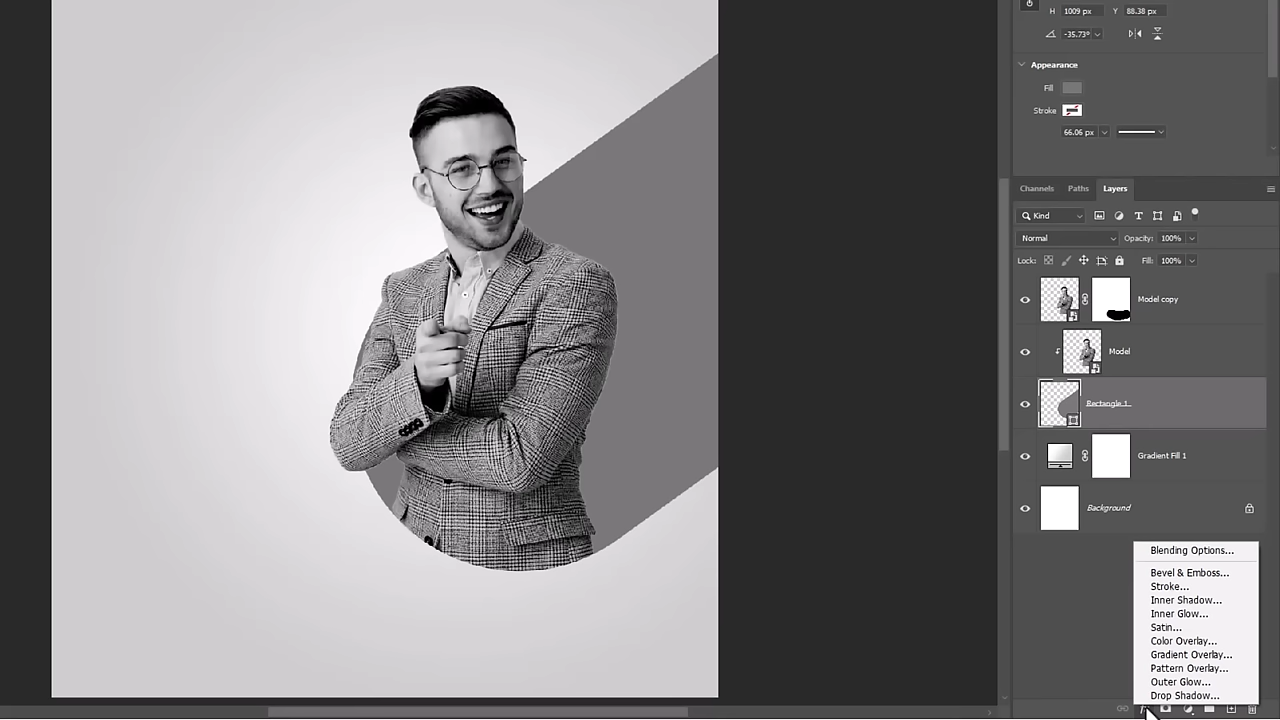 H 1009 px Y 88.38 px
-35.73°
Appearance
Fill
Stroke
66.06 px
Channels Paths Layers
Kind T
Normal Opacity: 100%
Lock: Fill: 100%
Model copy
Model
Rectangle 1
Gradient Fill 1
Background
Blending Options...
Bevel & Emboss...
Stroke...
Inner Shadow...
Inner Glow...
Satin...
Color Overlay...
Gradient Overlay...
Pattern Overlay...
Outer Glow...
Drop Shadow...